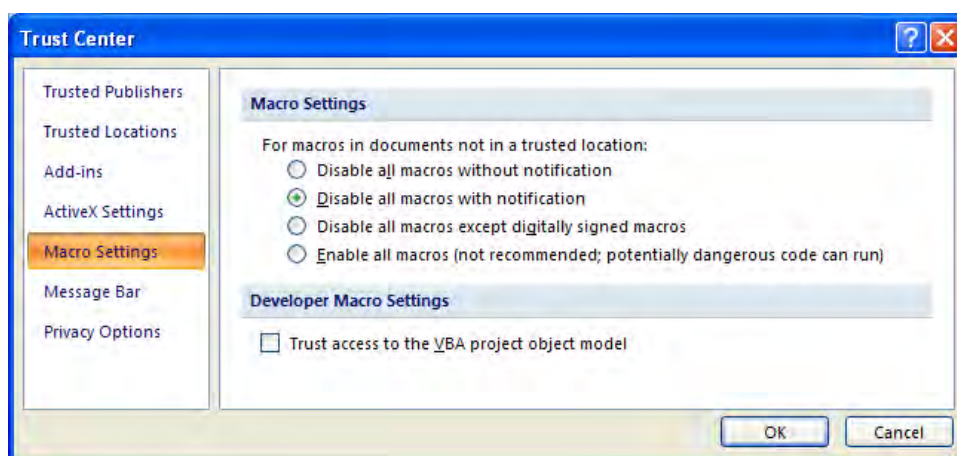 Trust Center
Trusted Publishers
Trusted Locations
Add-ins
ActiveX Settings
Macro Settings
Message Bar
Privacy Options
Macro Settings
For macros in documents not in a trusted location:
Disable all macros without notification
Disable all macros with notification
Disable all macros except digitally signed macros
Enable all macros (not recommended; potentially dangerous code can run)
Developer Macro Settings
Trust access to the VBA project object model
OK
Cancel